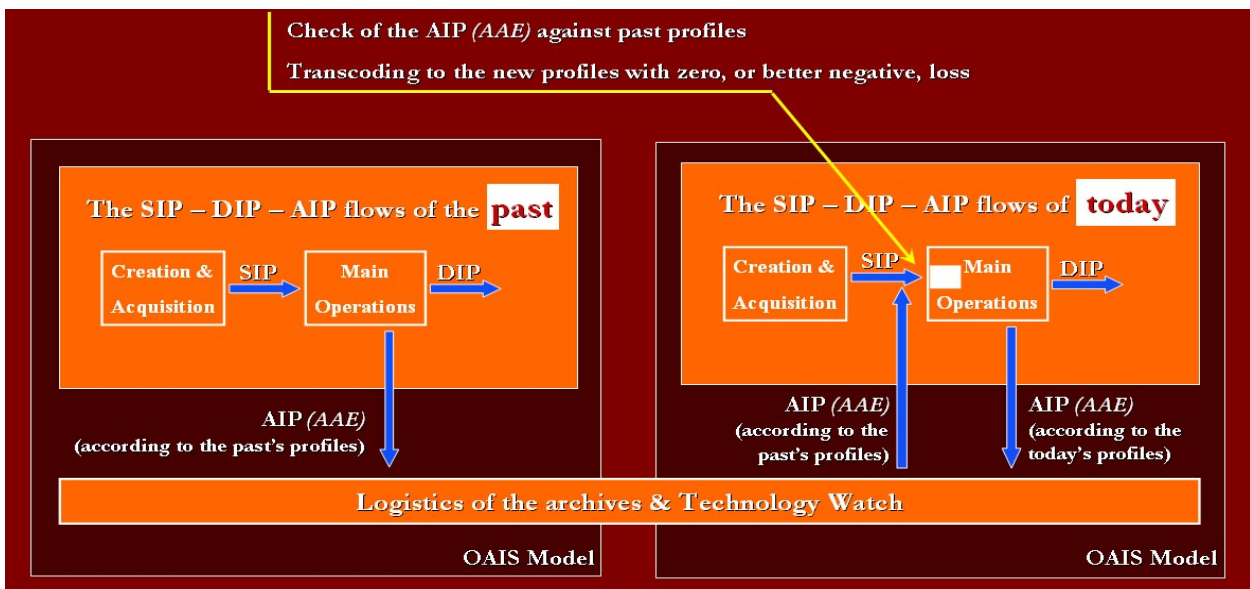 Check of the AIP (AAE) against past profiles
Transcoding to the new profiles with zero, or better negative, loss
The SIP – DIP – AIP flows of the past
Creation &
Acquisition
SIP
Main
Operations
DIP
AIP (AAE)
(according to the past's profiles)
The SIP – DIP – AIP flows of today
Creation &
Acquisition
SIP
Main
Operations
DIP
AIP (AAE)
(according to the
past's profiles)
AIP (AAE)
(according to the
today's profiles)
Logistics of the archives & Technology Watch
OAIS Model
OAIS Model